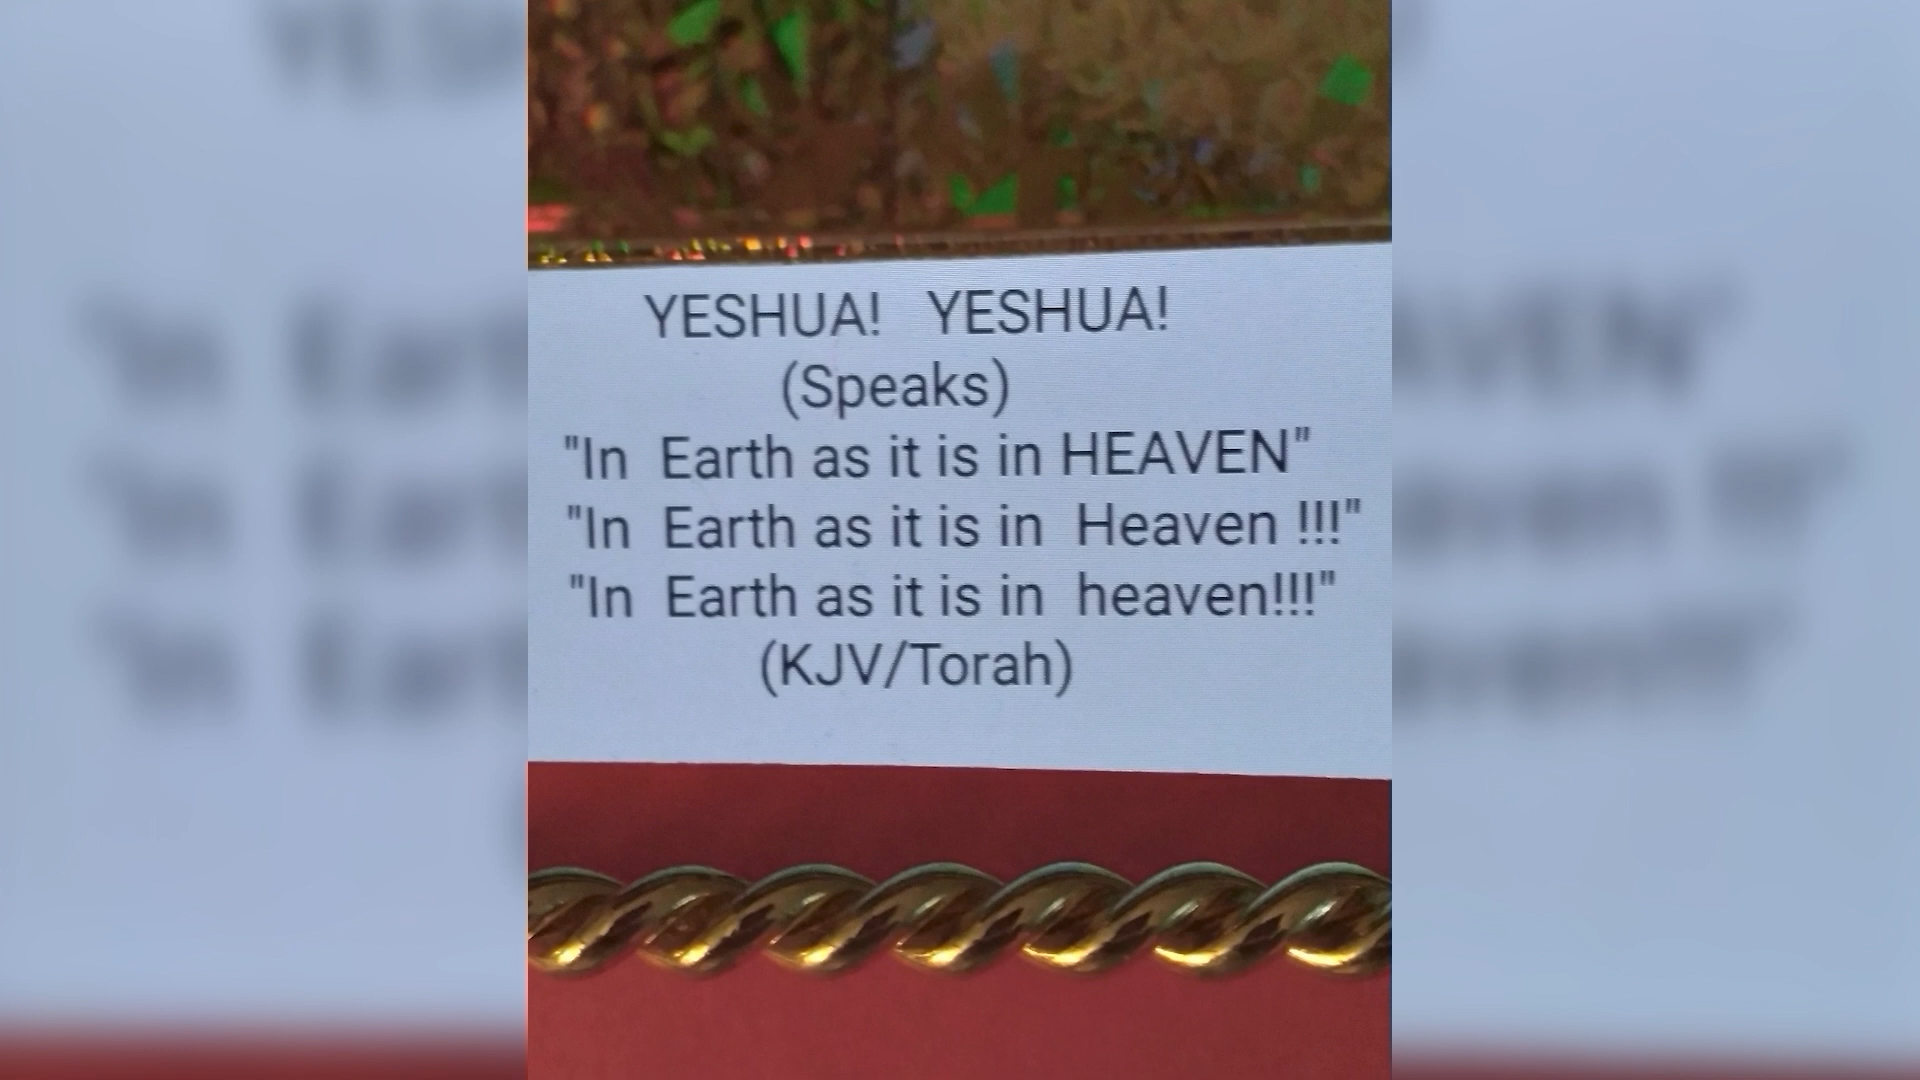 YESHUA! YESHUA!
(Speaks)
"In Earth as it is in HEAVEN"
"In Earth as it is in Heaven !!!"
"In Earth as it is in heaven!!!"
(KJV/Torah)